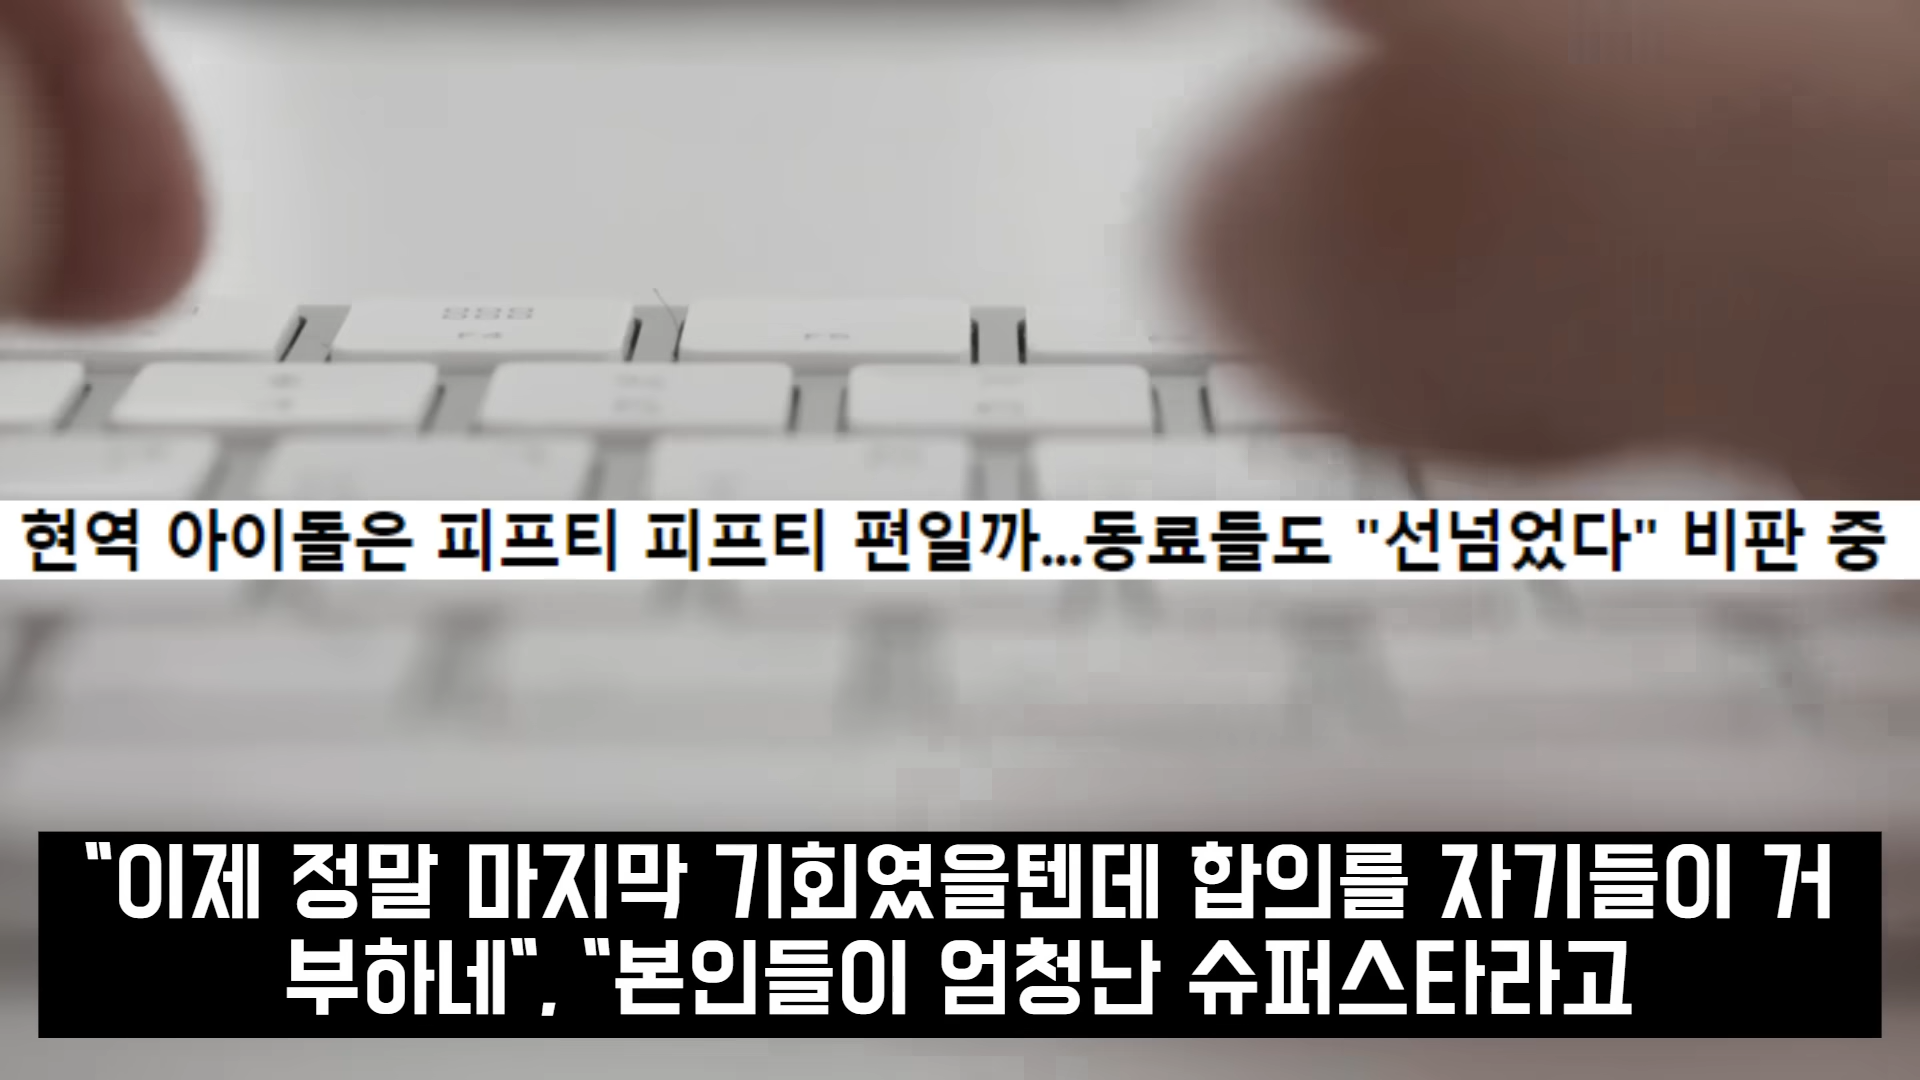 F4
F5
현역 아이돌은 피프티 피프티 편일까...동료들도 "선넘었다" 비판 중
"이제 정말 마지막 기회였을텐데 합의를 자기들이 거
부하네", "본인들이 엄청난 슈퍼스타라고